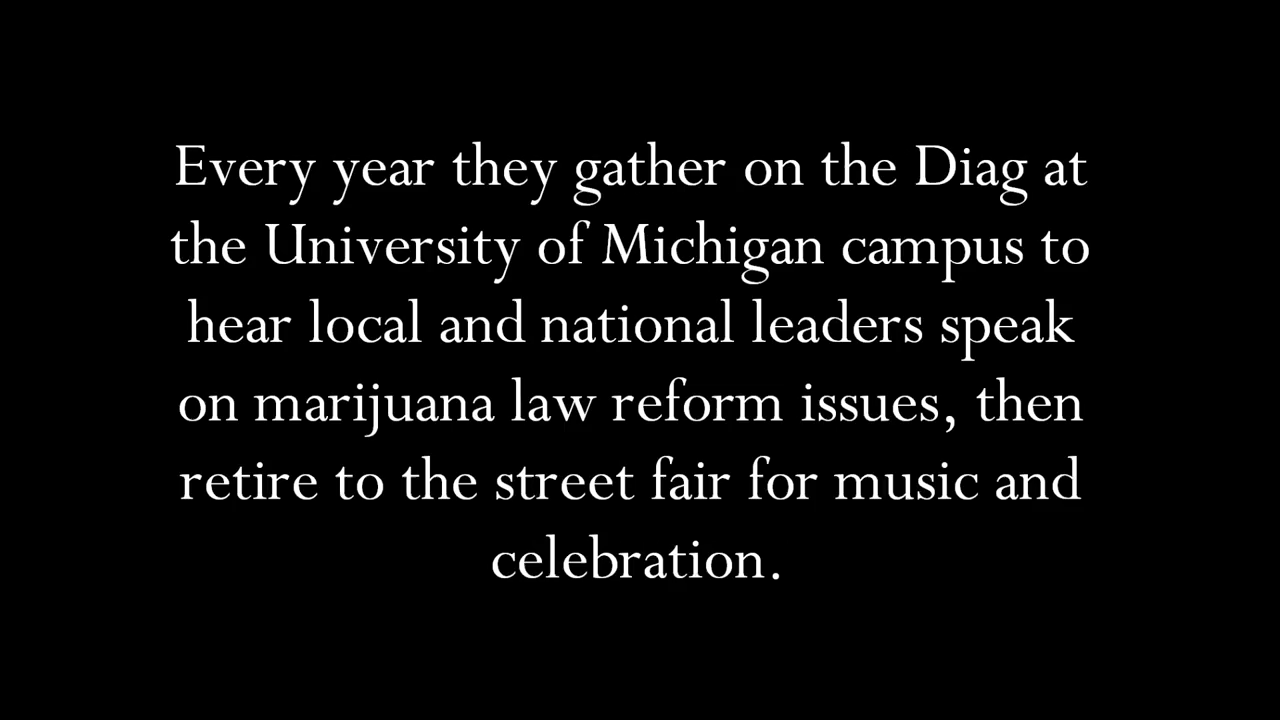 Every year they gather on the Diag at
the University of Michigan campus to
hear local and national leaders speak
on marijuana law reform issues, then
retire to the street fair for music and
celebration.